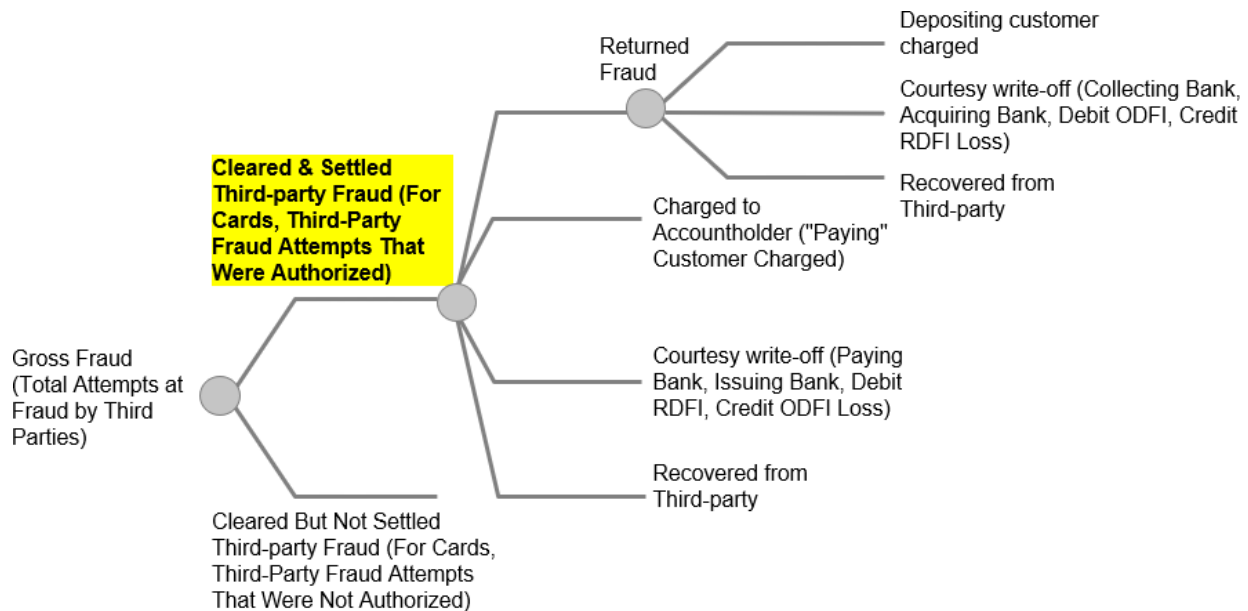 Depositing customer
charged
Returned
Fraud
Courtesy write-off (Collecting Bank,
Acquiring Bank, Debit ODFI, Credit
RDFI Loss)
Recovered from
Third-party
Cleared & Settled
Third-party Fraud (For
Cards, Third-Party
Fraud Attempts That
Were Authorized)
Charged to
Accountholder ("Paying"
Customer Charged)
Gross Fraud
(Total Attempts at
Fraud by Third
Parties)
Courtesy write-off (Paying
Bank, Issuing Bank, Debit
RDFI, Credit ODFI Loss)
Recovered from
Third-party
Cleared But Not Settled
Third-party Fraud (For Cards,
Third-Party Fraud Attempts
That Were Not Authorized)